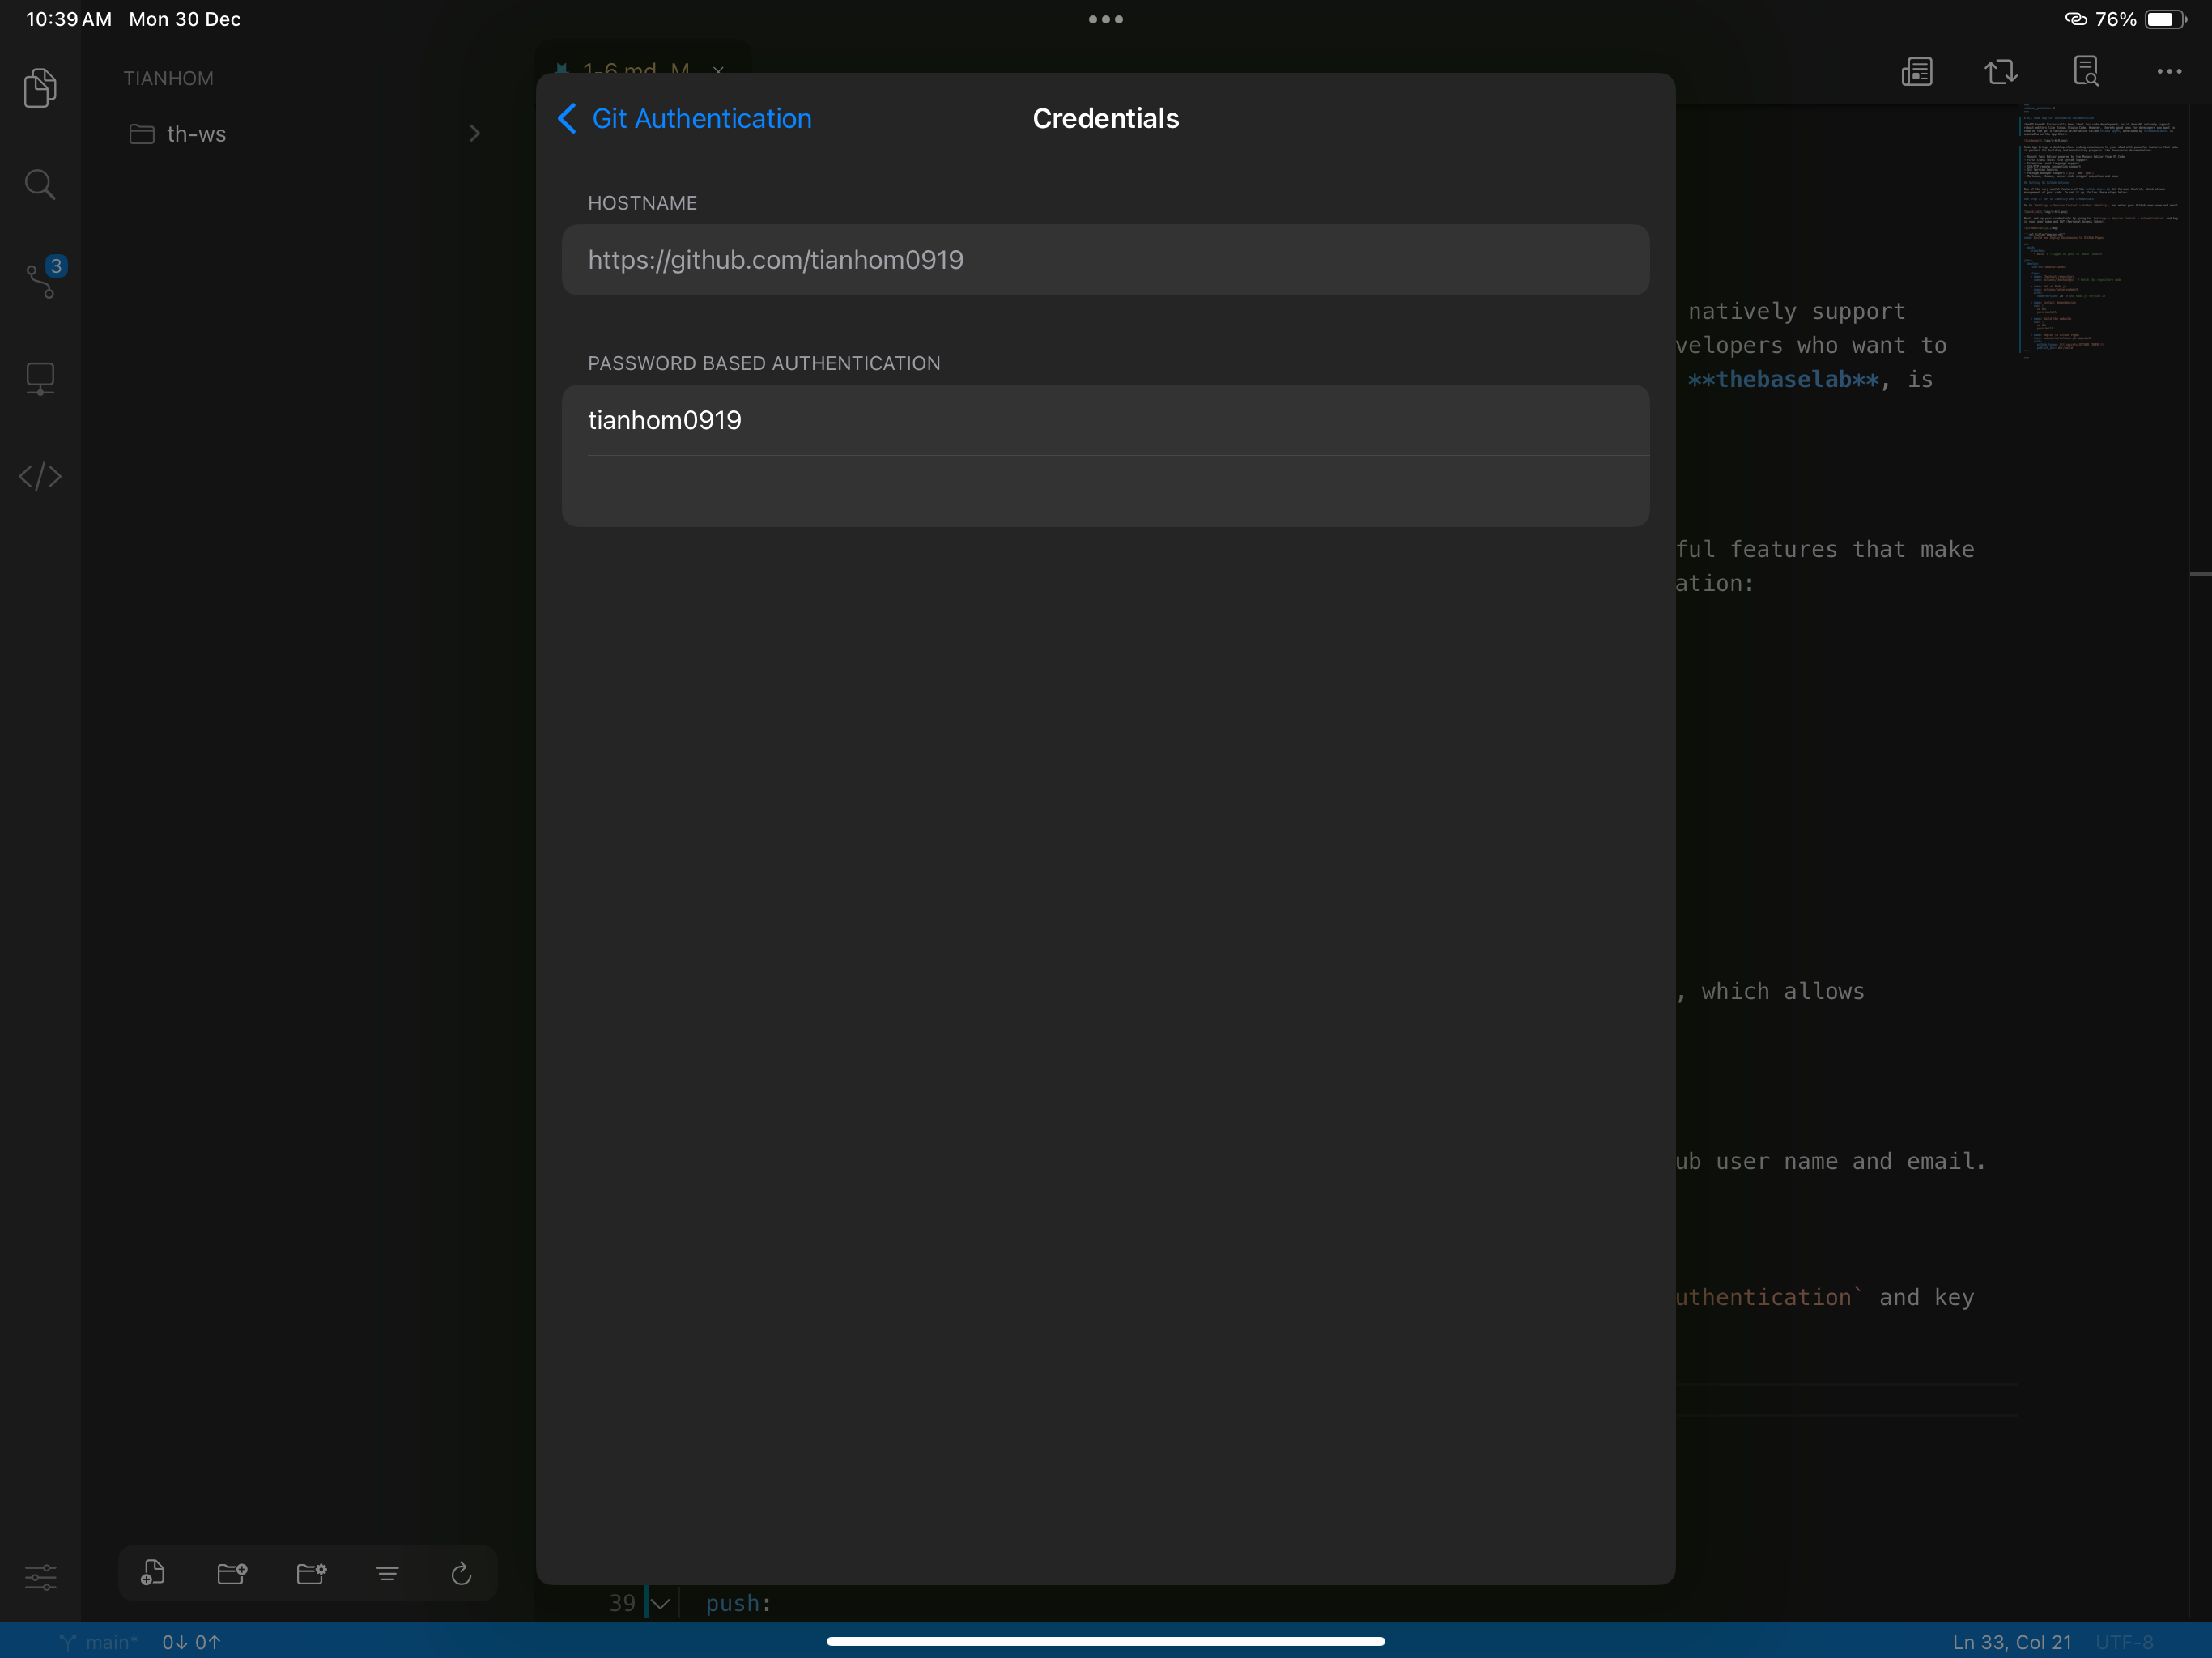 10:39 AM Mon 30 Dec
76%
TIANHOM
th-ws
1-6.md M
3
Git Authentication
Credentials
HOSTNAME
https://github.com/tianhom0919
PASSWORD BASED AUTHENTICATION
tianhom0919
natively support
velopers who want to
**thebaselab**, is
ful features that make
ation:
, which allows
ub user name and email.
uthentication` and key
39 push:
main* 0↓ 0↑
Ln 33, Col 21 UTF-8